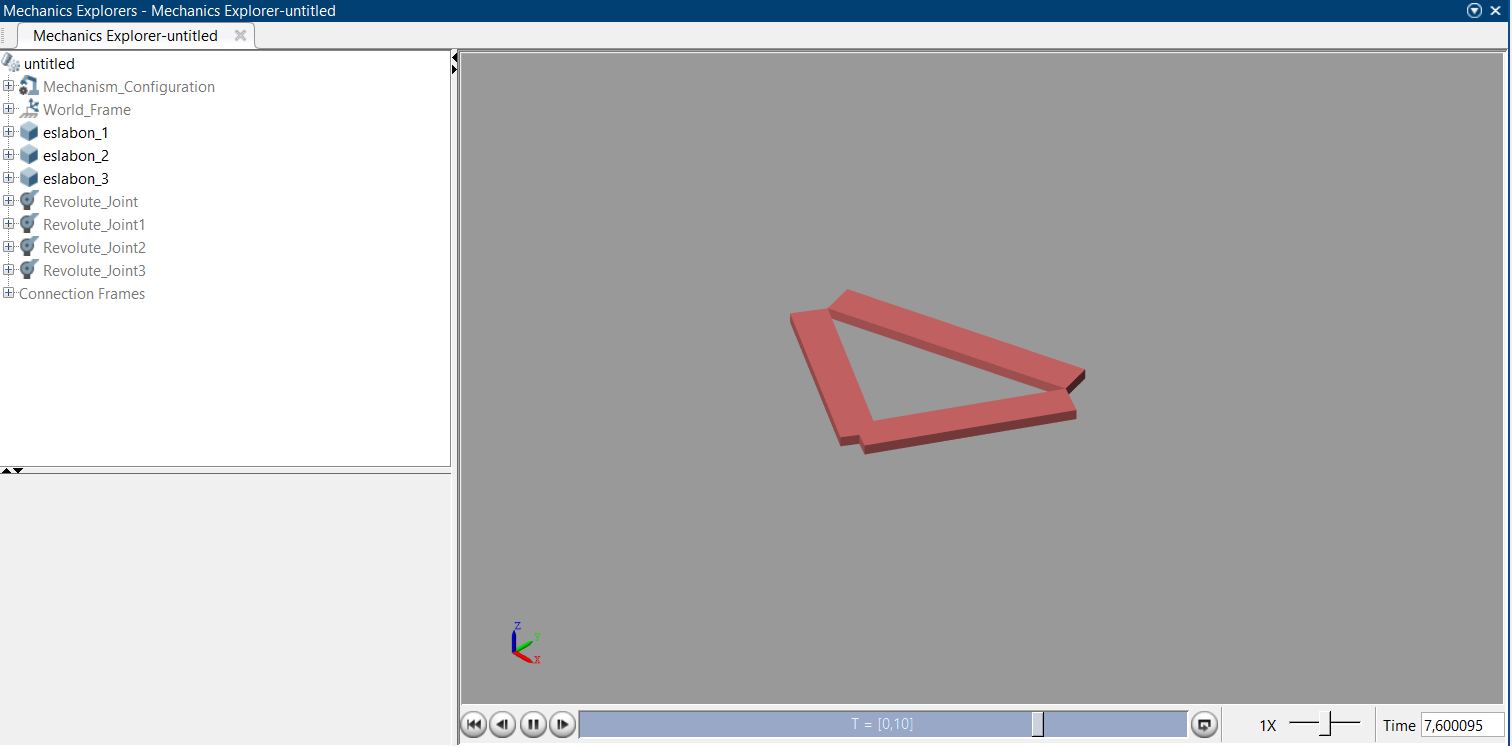 Mechanics Explorers - Mechanics Explorer-untitled
Mechanics Explorer-untitled
untitled
Mechanism_Configuration
World_Frame
eslabon_1
eslabon_2
eslabon_3
Revolute_Joint
Revolute_Joint1
Revolute_Joint2
Revolute_Joint3
Connection Frames
Z
Y
X
T = [0,10]
1X
Time 7,600095